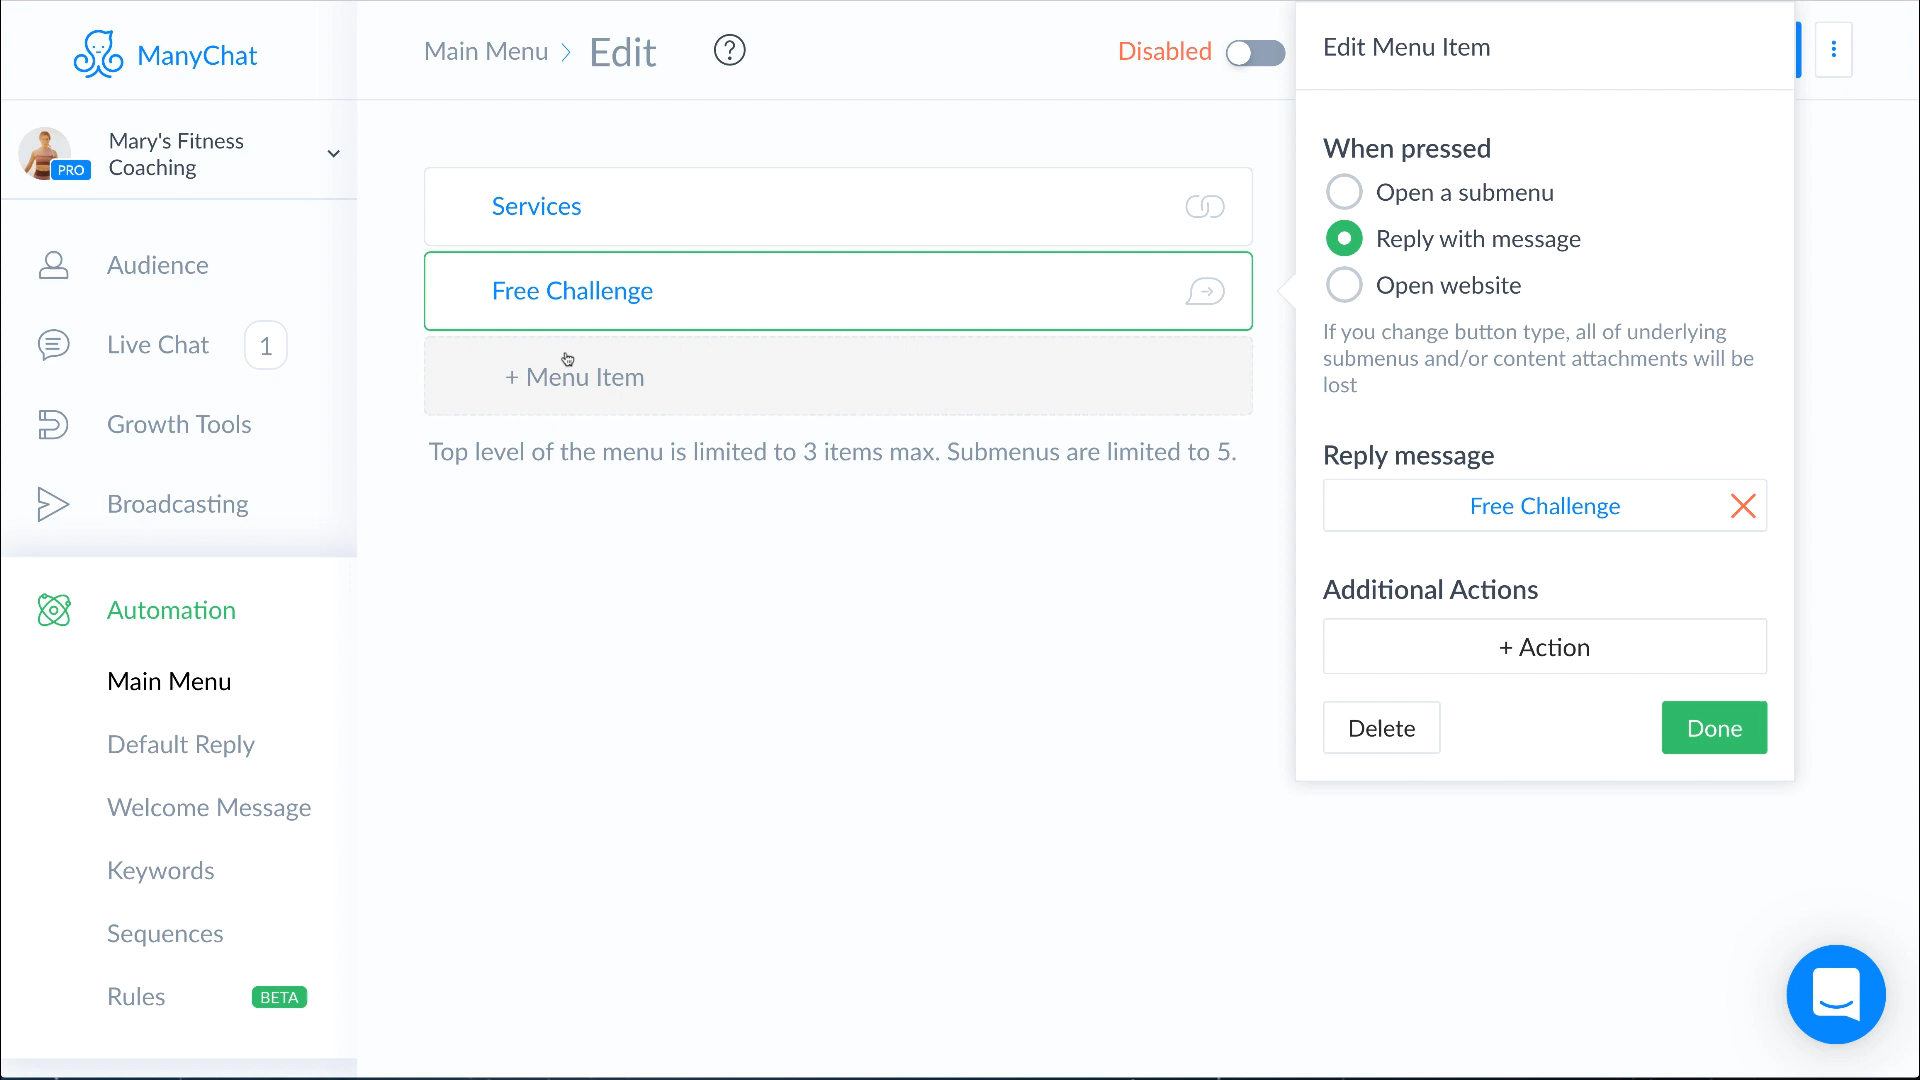 ManyChat
Main Menu > Edit
?
Disabled
Edit Menu Item
Mary's Fitness
Coaching
PRO
Audience
Live Chat 1
Growth Tools
Broadcasting
Automation
Main Menu
Default Reply
Welcome Message
Keywords
Sequences
Rules BETA
Services
Free Challenge
+ Menu Item
Top level of the menu is limited to 3 items max. Submenus are limited to 5.
When pressed
Open a submenu
Reply with message
Open website
If you change button type, all of underlying
submenus and/or content attachments will be
lost
Reply message
Free Challenge
Additional Actions
+ Action
Delete
Done